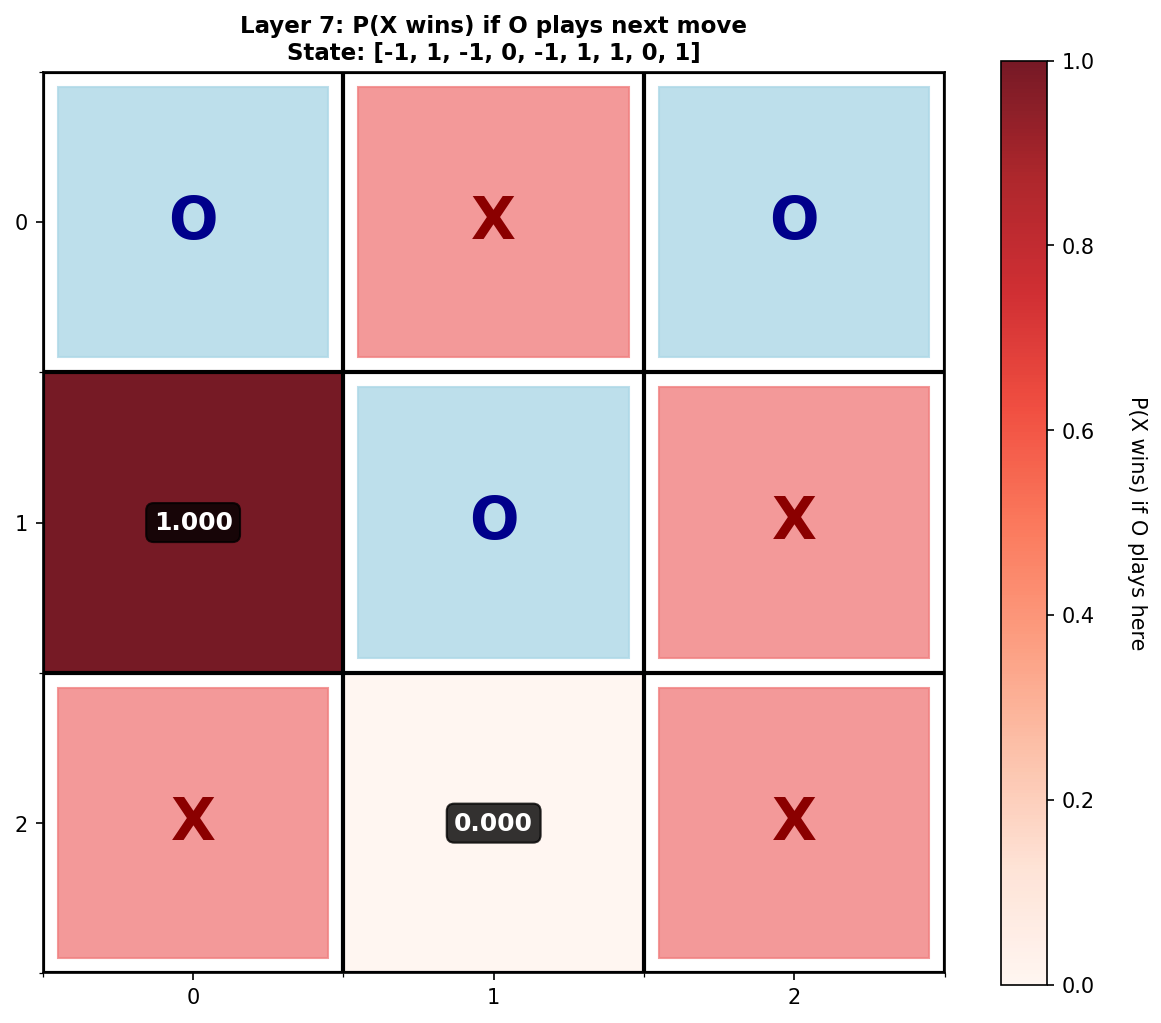 Layer 7: P(X wins) if O plays next move
State: [-1, 1, -1, 0, -1, 1, 1, 0, 1]
O X O
0
1.000 O X
1
X 0.000 X
2
0 1 2
1.0
0.8
0.6
0.4
0.2
0.0
P(X wins) if O plays here